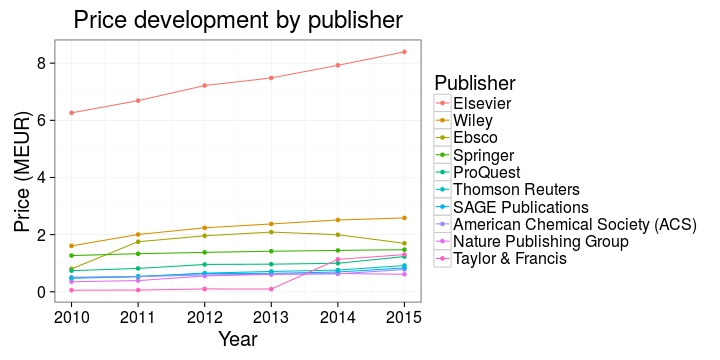 Price development by publisher
Price (MEUR)
8
6
4
2
0
2010 2011 2012 2013 2014 2015
Year
Publisher
Elsevier
Wiley
Ebsco
Springer
ProQuest
Thomson Reuters
SAGE Publications
American Chemical Society (ACS)
Nature Publishing Group
Taylor & Francis